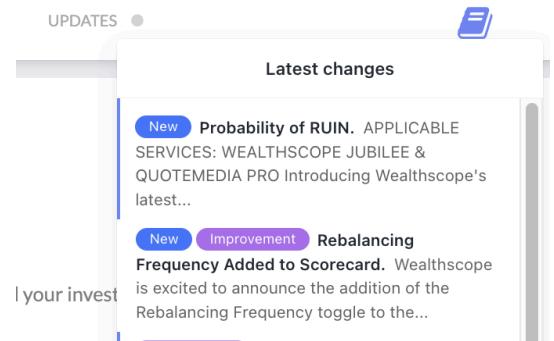 UPDATES
Latest changes
New Probability of RUIN. APPLICABLE
SERVICES: WEALTHSCOPE JUBILEE &
QUOTEMEDIA PRO Introducing Wealthscope's
latest...
New Improvement Rebalancing
Frequency Added to Scorecard. Wealthscope
is excited to announce the addition of the
Rebalancing Frequency toggle to the...
your invest